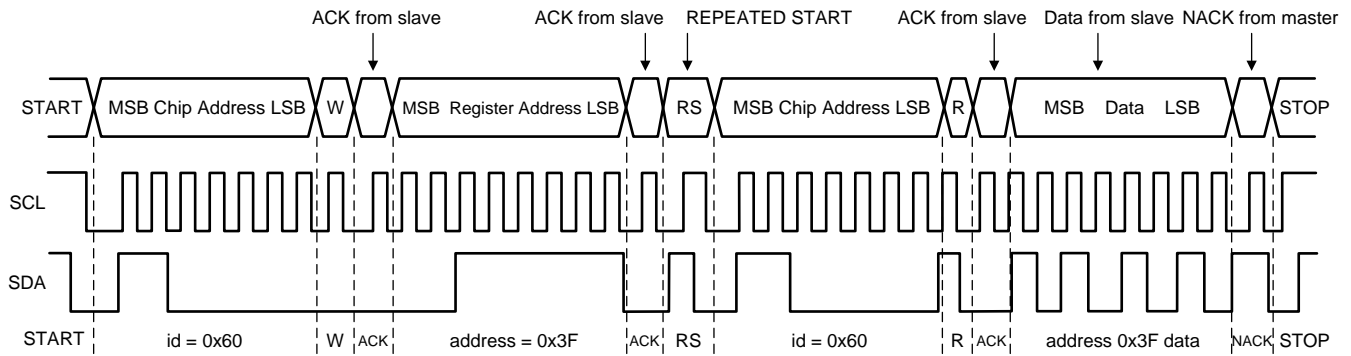 ACK from slave ACK from slave REPEATED START ACK from slave Data from slave NACK from master
START MSB Chip Address LSB W MSB Register Address LSB RS MSB Chip Address LSB R MSB Data LSB STOP
SCL
SDA
START id = 0x60 W ACK address = 0x3F ACK RS id = 0x60 R ACK address 0x3F data NACK STOP